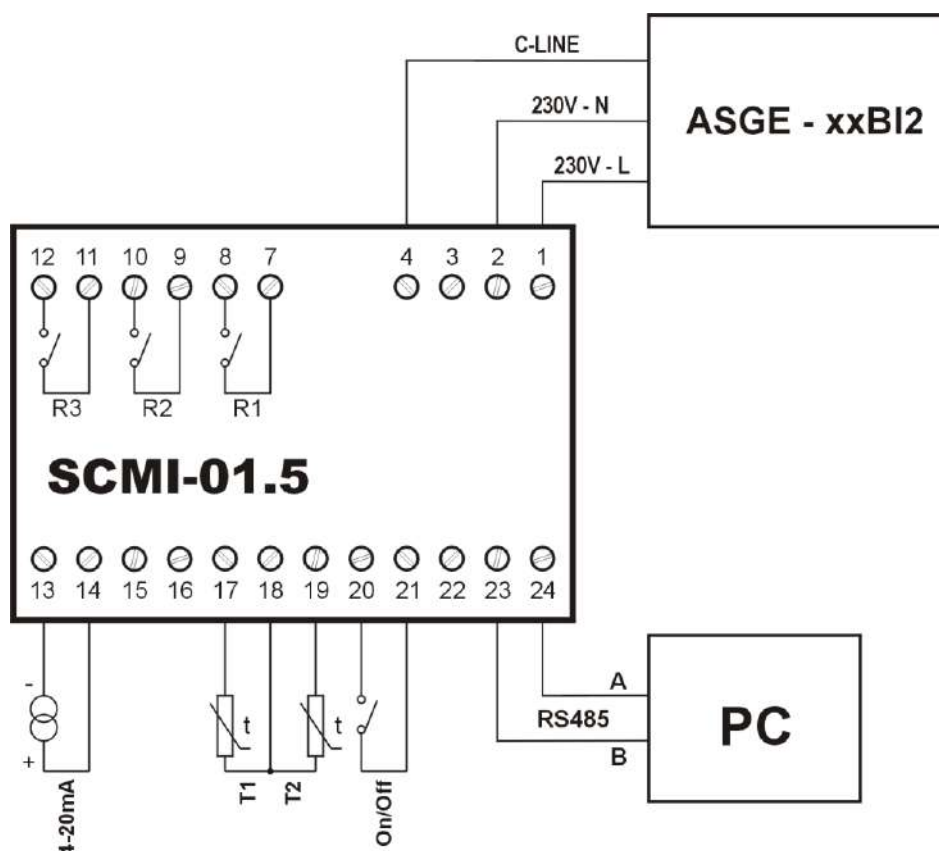 C-LINE
230V - N
230V - L
ASGE - xxBI2
12 11 10 9 8 7 4 3 2 1
R3 R2 R1
SCMI-01.5
13 14 15 16 17 18 19 20 21 22 23 24
-
+
4-20mA
t
T1
T2
t
On/Off
A
RS485
B
PC